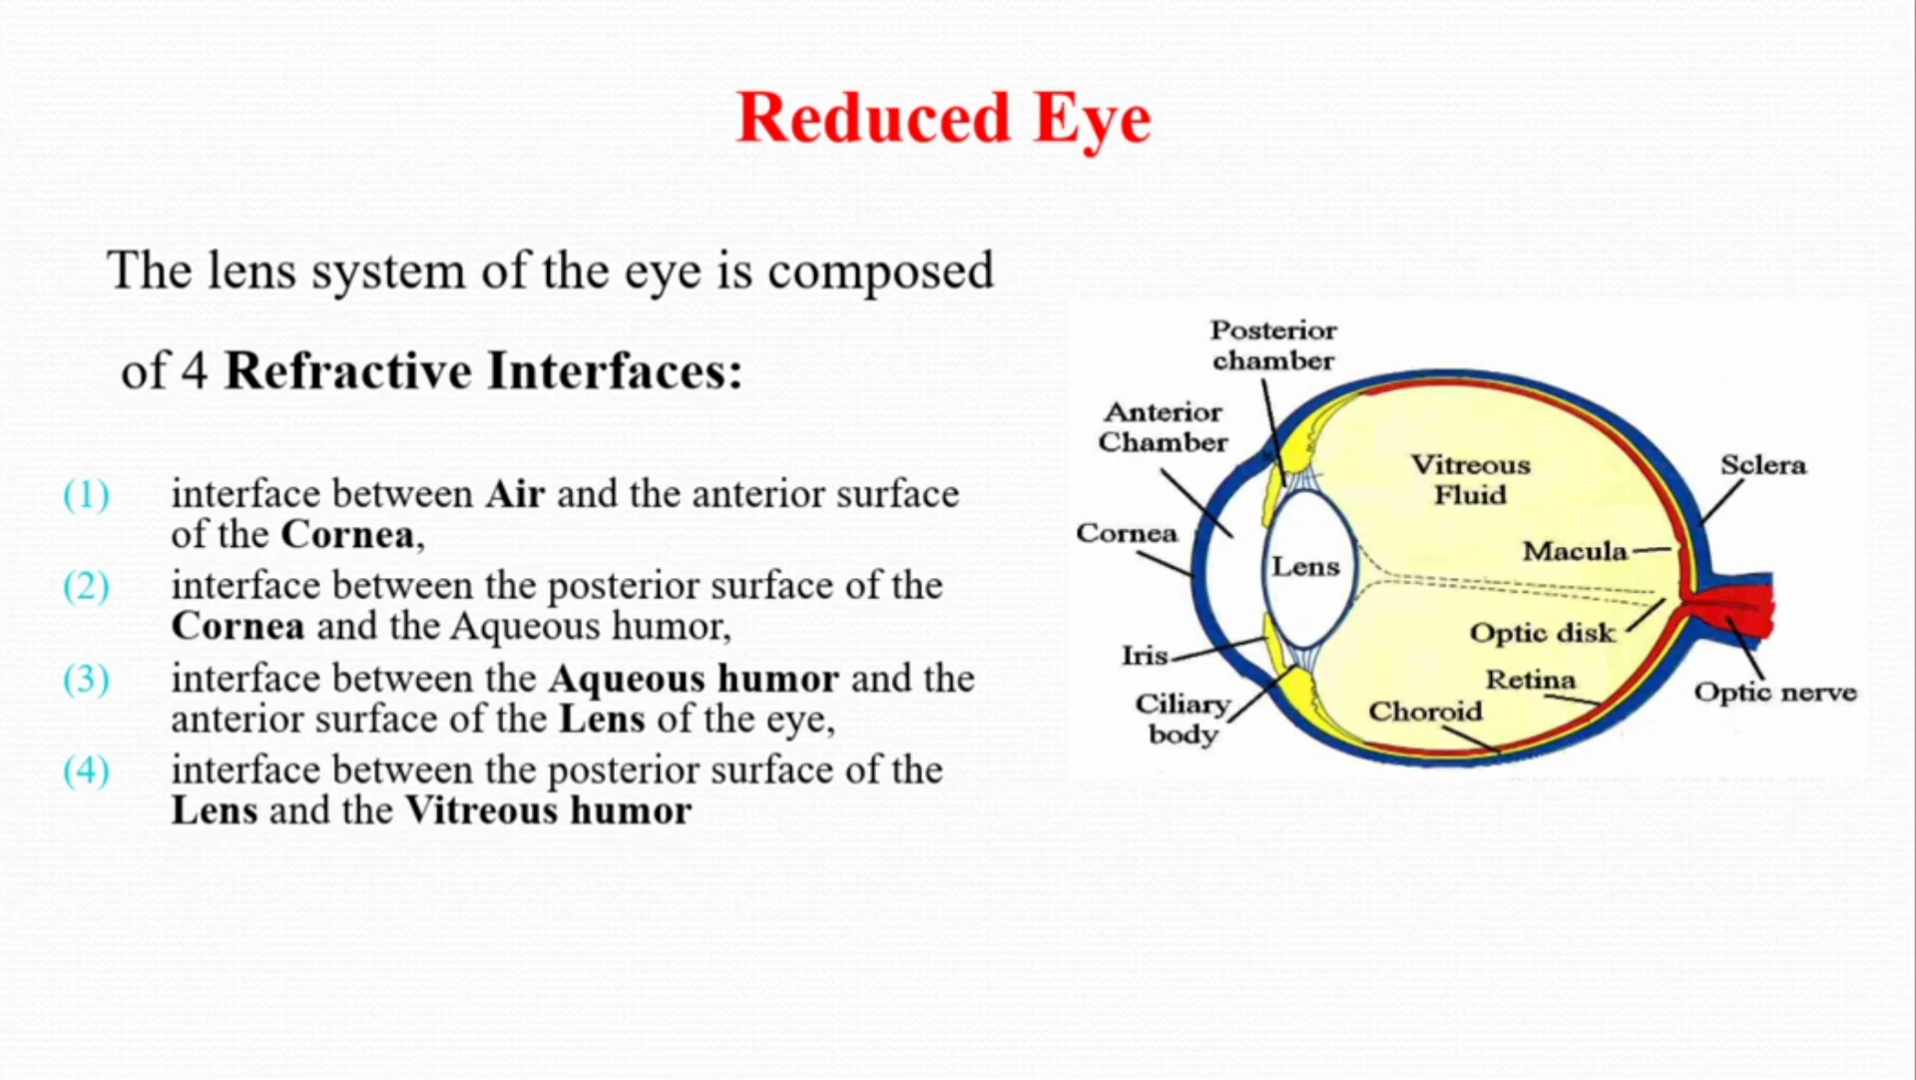 Reduced Eye
The lens system of the eye is composed
of 4 Refractive Interfaces:
(1) interface between Air and the anterior surface
of the Cornea,
(2) interface between the posterior surface of the
Cornea and the Aqueous humor,
(3) interface between the Aqueous humor and the
anterior surface of the Lens of the eye,
(4) interface between the posterior surface of the
Lens and the Vitreous humor
Posterior
chamber
Anterior
Chamber
Vitreous
Fluid
Sclera
Cornea
Macula
Lens
Optic disk
Iris
Retina
Optic nerve
Ciliary
body
Choroid